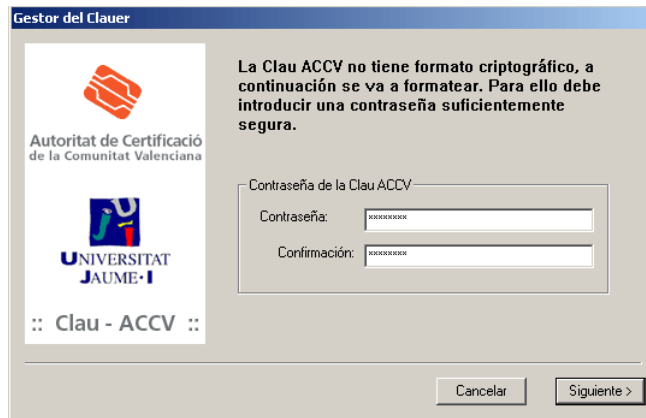 Gestor del Clauer
La Clau ACCV no tiene formato criptográfico, a
continuación se va a formatear. Para ello debe
introducir una contraseña suficientemente
segura.
Autoritat de Certificació
de la Comunitat Valenciana
Contraseña de la Clau ACCV
Contraseña: ********
Confirmación: ********
UNIVERSITAT
JAUME·I
:: Clau - ACCV ::
Cancelar
Siguiente >